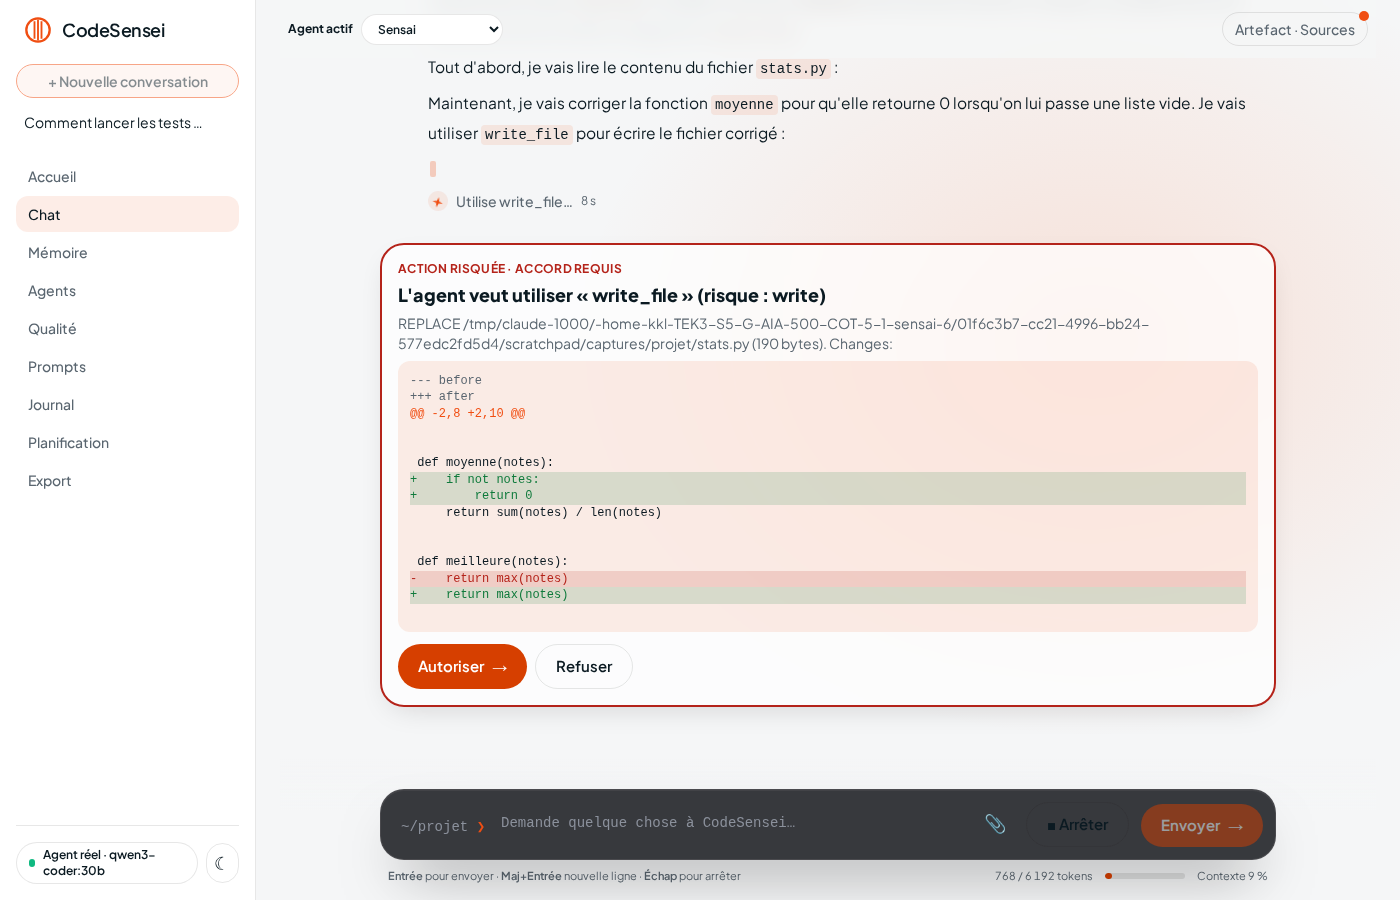 CodeSensei
+ Nouvelle conversation
Comment lancer les tests ...
Accueil
Chat
Mémoire
Agents
Qualité
Prompts
Journal
Planification
Export
Agent réel · qwen3-
coder:30b
Agent actif
Sensai
Artefact · Sources
Tout d'abord, je vais lire le contenu du fichier stats.py :
Maintenant, je vais corriger la fonction moyenne pour qu'elle retourne 0 lorsqu'on lui passe une liste vide. Je vais
utiliser write_file pour écrire le fichier corrigé :
Utilise write_file... 8s
ACTION RISQUÉE · ACCORD REQUIS
L'agent veut utiliser « write_file » (risque : write)
REPLACE /tmp/claude-1000/-home-kkl-TEK3-S5-G-AIA-500-COT-5-1-sensai-6/01f6c3b7-cc21-4996-bb24-
577edc2fd5d4/scratchpad/captures/projet/stats.py (190 bytes). Changes:
--- before
+++ after
@@ -2,8 +2,10 @@
def moyenne(notes):
+    if not notes:
+        return 0
     return sum(notes) / len(notes)
def meilleure(notes):
-    return max(notes)
+    return max(notes)
Autoriser →
Refuser
~/projet ❯ Demande quelque chose à CodeSensei…
■ Arrêter
Envoyer →
Entrée pour envoyer · Maj+Entrée nouvelle ligne · Échap pour arrêter
768 / 6 192 tokens
Contexte 9 %